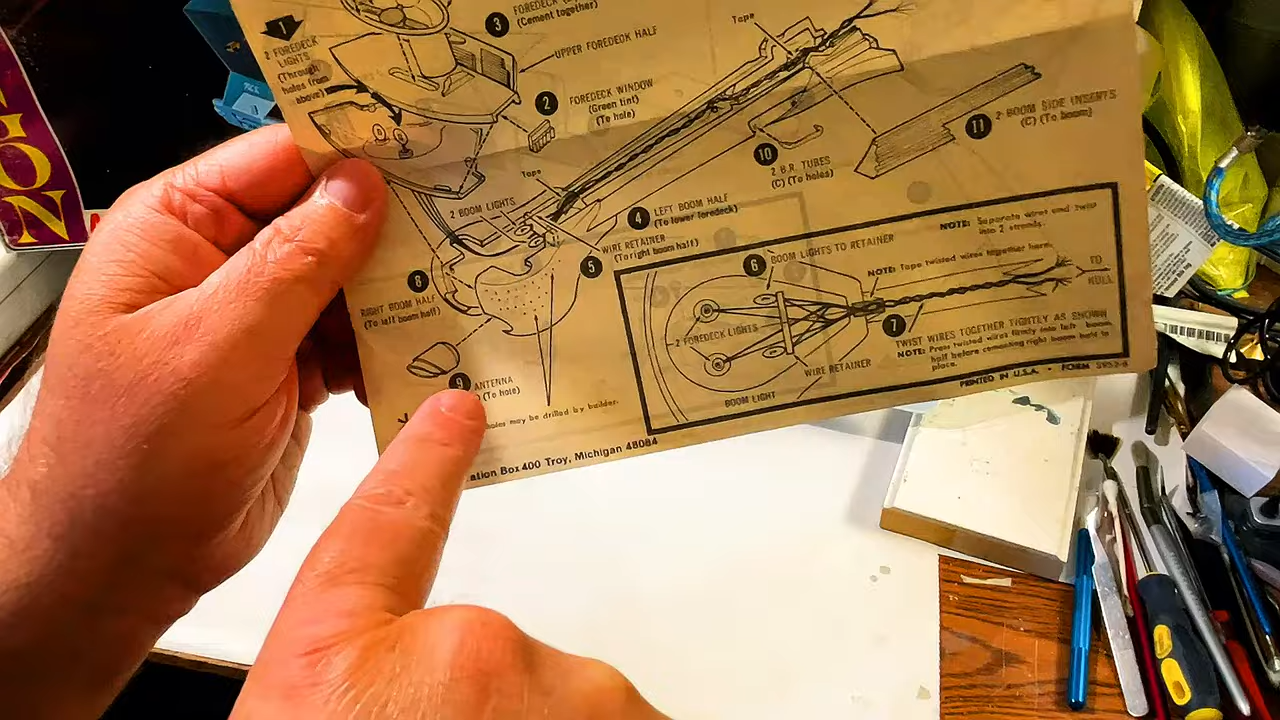 1
2 FOREDECK
LIGHTS
(Through
holes from
above)
3
FOREDECK
(Cement together)
UPPER FOREDECK HALF
2
FOREDECK WINDOW
(Green tint)
(To hole)
Tape
11
2 BOOM SIDE INSERTS
(C) (To boom)
10
2 B.R. TUBES
(C) (To holes)
Tape
2 BOOM LIGHTS
4
LEFT BOOM HALF
(To lower foredeck)
5
WIRE RETAINER
(To right boom half)
8
RIGHT BOOM HALF
(To left boom half)
9
ANTENNA
(To hole)
holes may be drilled by builder.
6
BOOM LIGHTS TO RETAINER
NOTE: Separate wires and twist
into 2 strands.
NOTE: Tape twisted wires together here.
TO
HULL
2 FOREDECK LIGHTS
7
TWIST WIRES TOGETHER TIGHTLY AS SHOWN
NOTE: Press twisted wires firmly into left boom
half before cementing right boom half in
place.
WIRE RETAINER
BOOM LIGHT
PRINTED IN U.S.A. • FORM
ation Box 400 Troy, Michigan 48084
GON